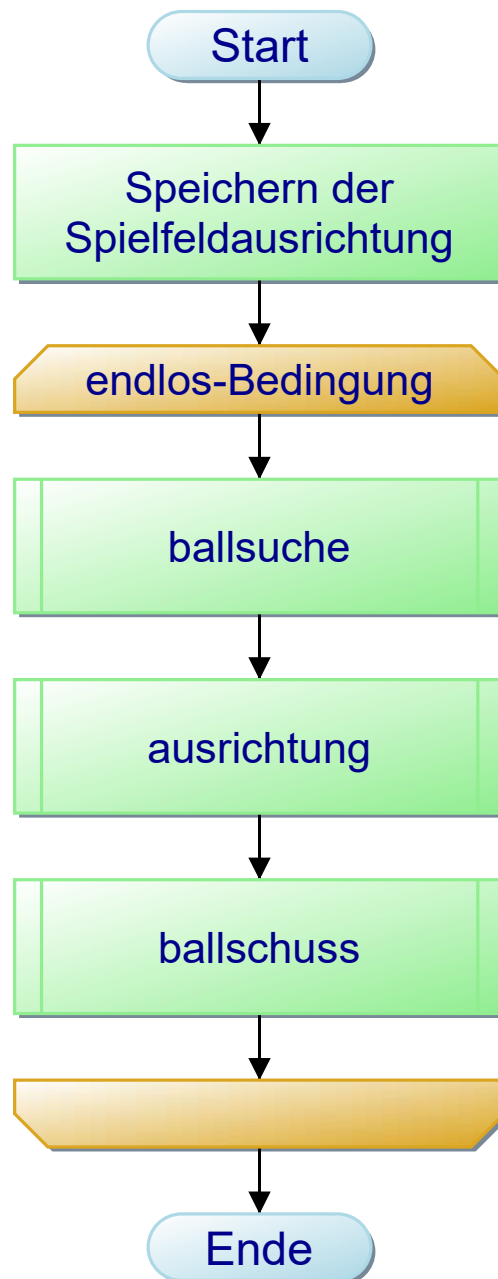 Start
Speichern der
Spielfeldausrichtung
endlos-Bedingung
ballsuche
ausrichtung
ballschuss
Ende